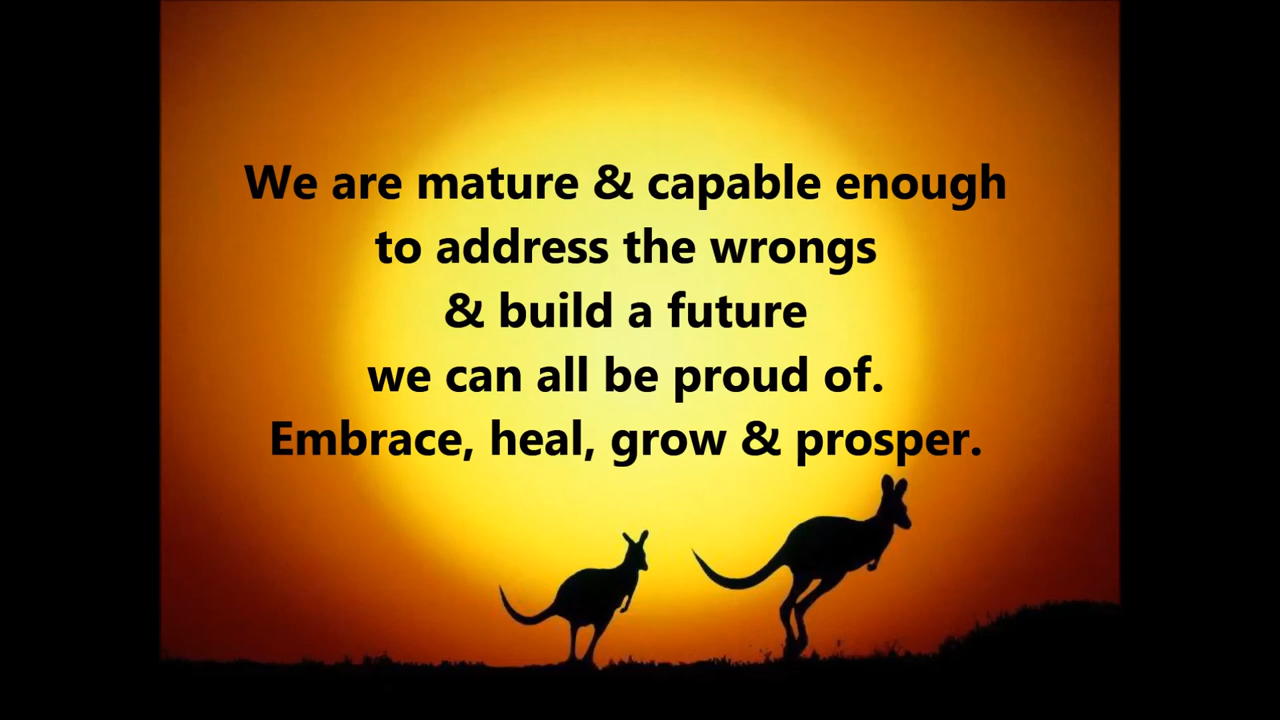 We are mature & capable enough
to address the wrongs
& build a future
we can all be proud of.
Embrace, heal, grow & prosper.